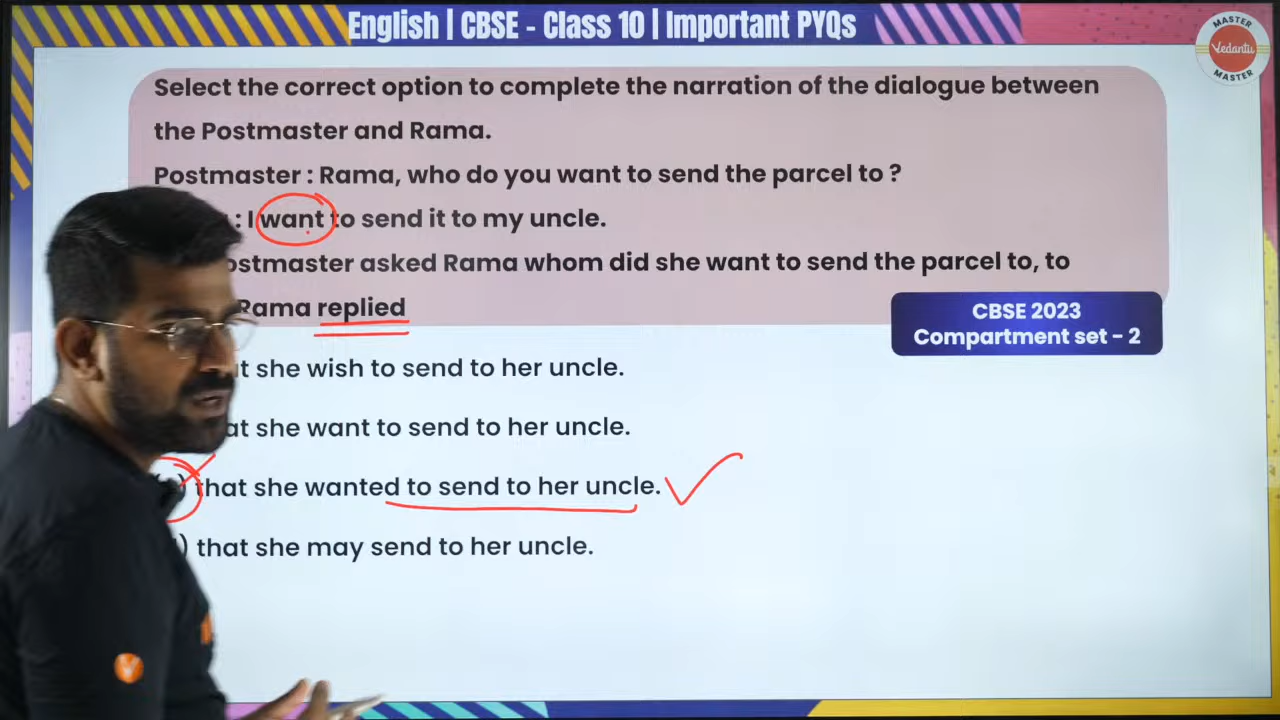 English | CBSE - Class 10 | Important PYQs
MASTER
Vedantu
MASTER
Select the correct option to complete the narration of the dialogue between
the Postmaster and Rama.
Postmaster : Rama, who do you want to send the parcel to ?
: I want to send it to my uncle.
asked Rama whom did she want to send the parcel to, to
Rama replied
CBSE 2023
Compartment set - 2
she wish to send to her uncle.
she want to send to her uncle.
that she wanted to send to her uncle.
that she may send to her uncle.